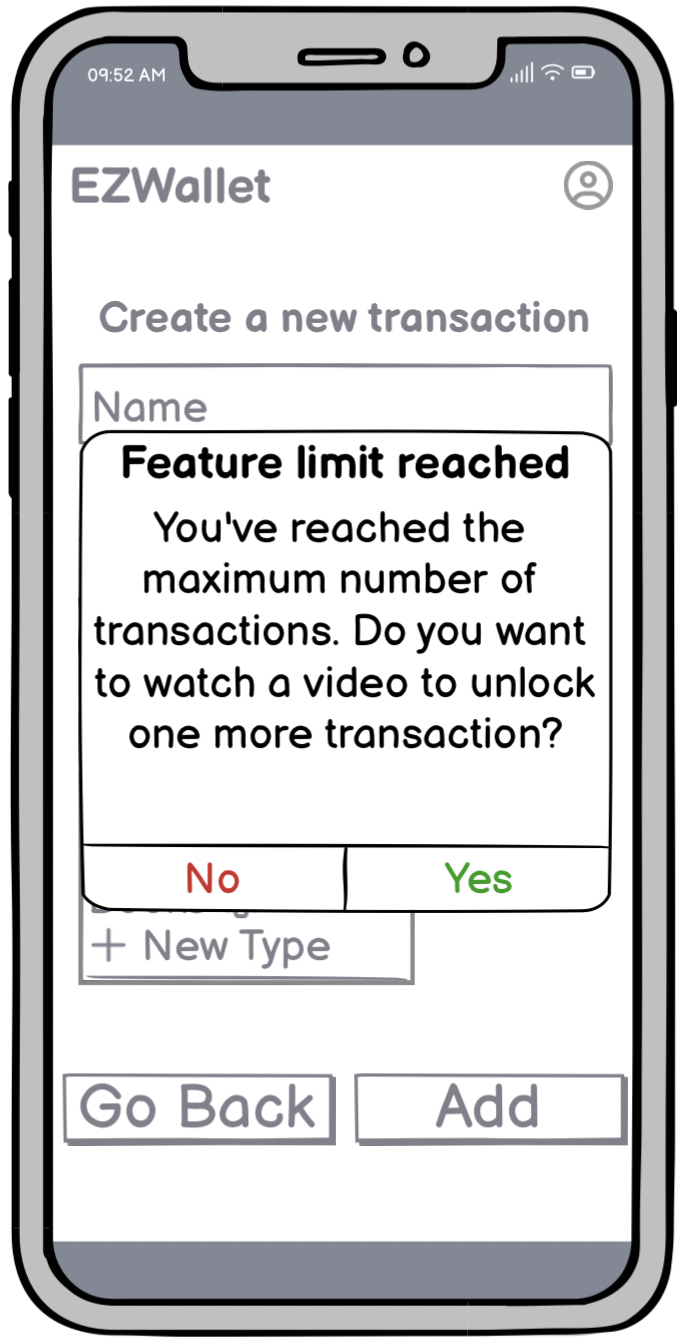 09:52 AM
EZWallet
Create a new transaction
Name
Feature limit reached
You've reached the
maximum number of
transactions. Do you want
to watch a video to unlock
one more transaction?
No
Yes
+ New Type
Go Back
Add